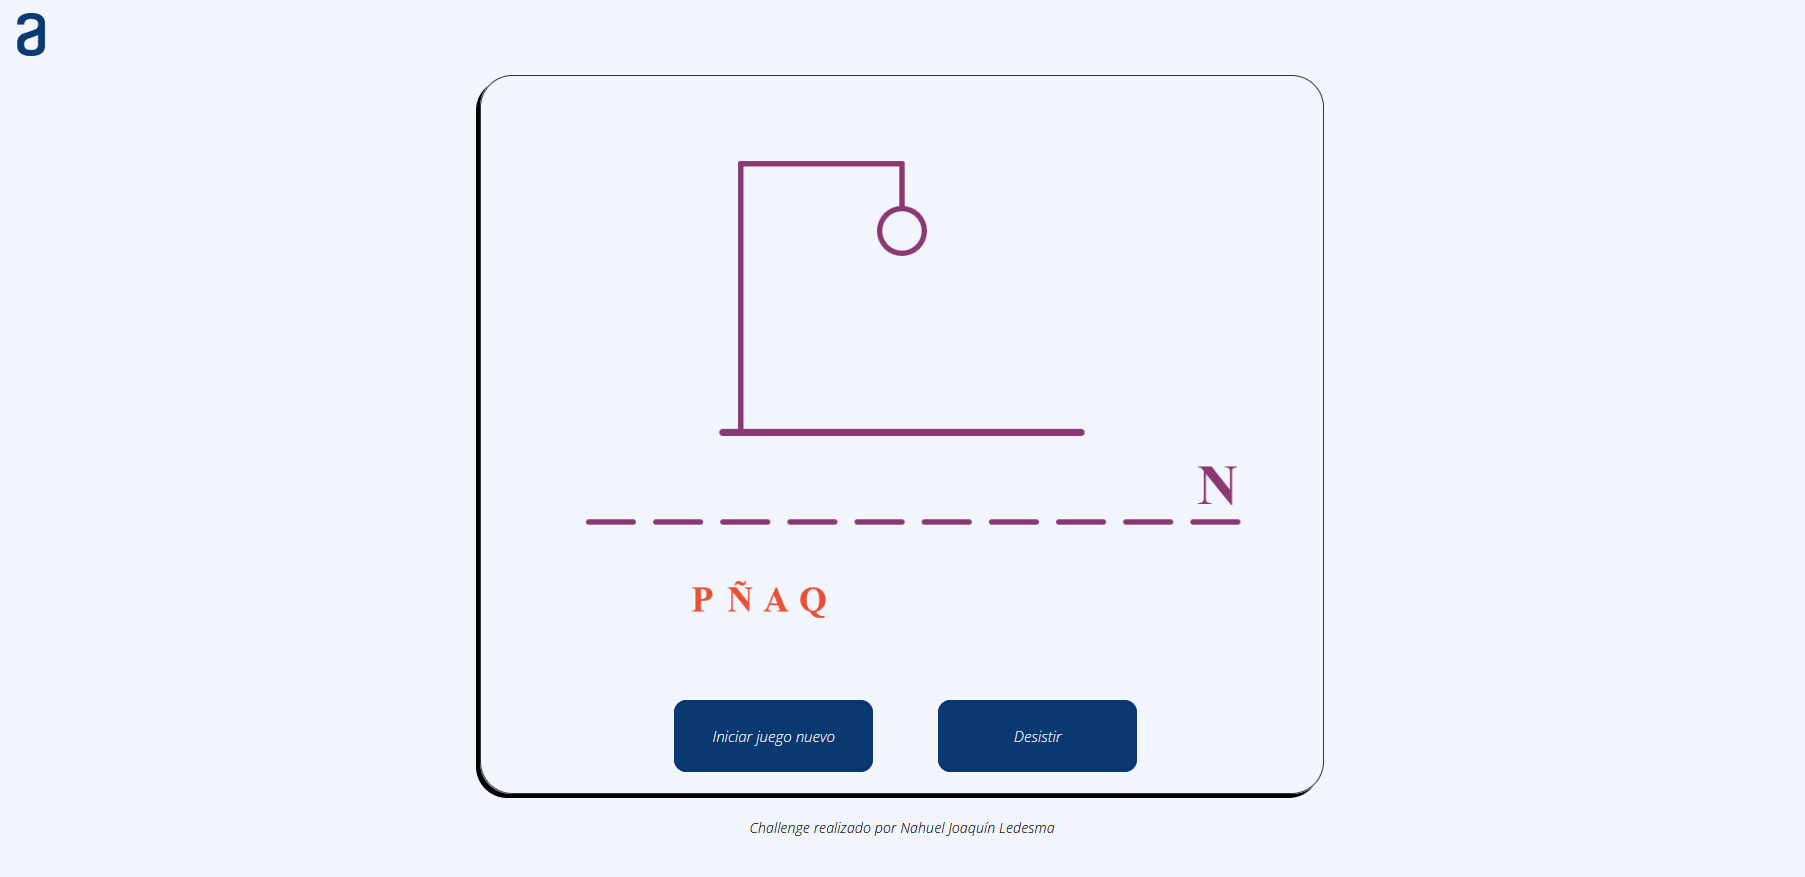 a
N
P Ñ A Q
Iniciar juego nuevo
Desistir
Challenge realizado por Nahuel Joaquín Ledesma